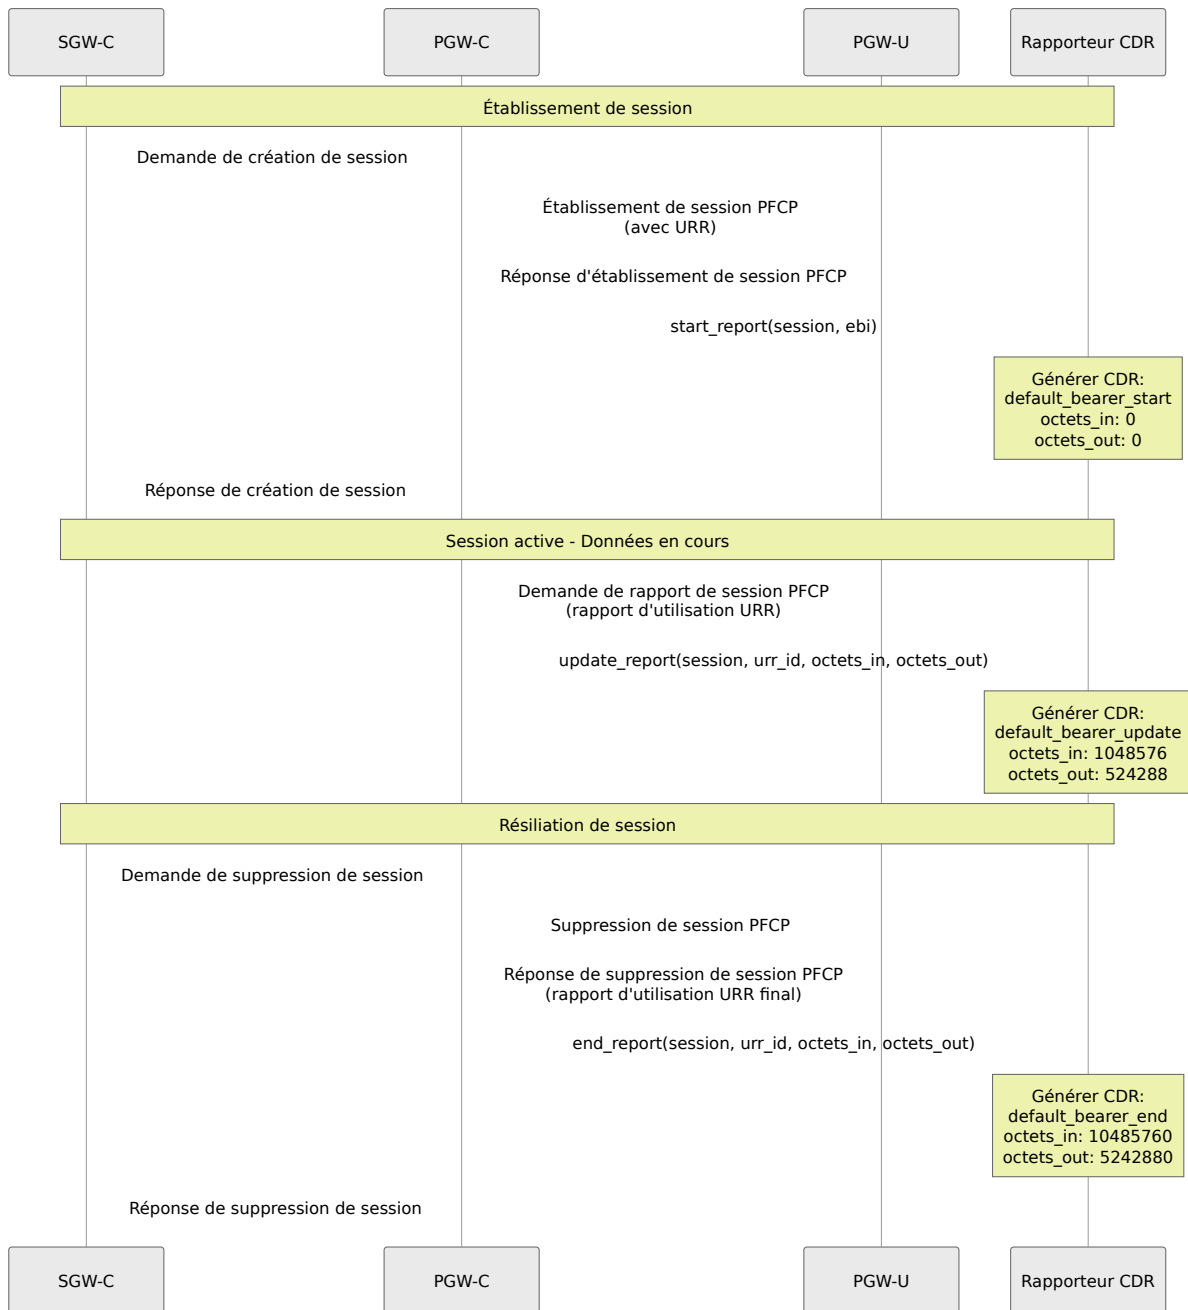 SGW-C
PGW-C
PGW-U
Rapporteur CDR
Établissement de session
Demande de création de session
Établissement de session PFCP
(avec URR)
Réponse d'établissement de session PFCP
start_report(session, ebi)
Générer CDR:
default_bearer_start
octets_in: 0
octets_out: 0
Réponse de création de session
Session active - Données en cours
Demande de rapport de session PFCP
(rapport d'utilisation URR)
update_report(session, urr_id, octets_in, octets_out)
Générer CDR:
default_bearer_update
octets_in: 1048576
octets_out: 524288
Résiliation de session
Demande de suppression de session
Suppression de session PFCP
Réponse de suppression de session PFCP
(rapport d'utilisation URR final)
end_report(session, urr_id, octets_in, octets_out)
Générer CDR:
default_bearer_end
octets_in: 10485760
octets_out: 5242880
Réponse de suppression de session
SGW-C
PGW-C
PGW-U
Rapporteur CDR